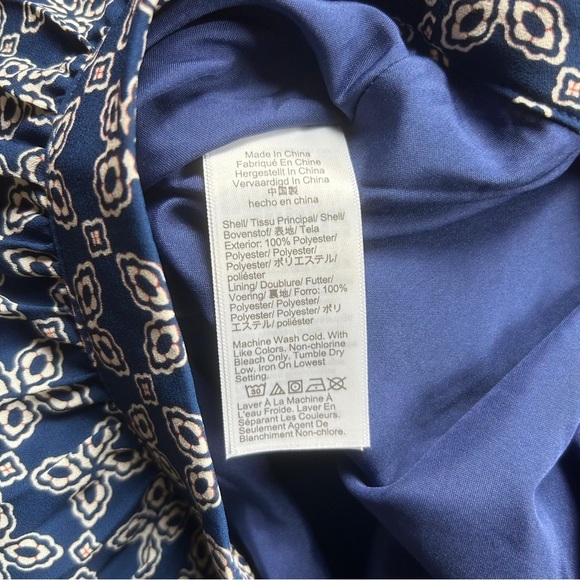 Made In China
Fabriqué En Chine
Hergestellt In China
Vervaardigd In China
中国製
hecho en china
Shell/ Tissu Principal/ Shell/
Bovenstof/ 表地/ Tela
Exterior: 100% Polyester/
Polyester/ Polyester/
Polyester/ ポリエステル/
poliéster
Lining/ Doublure/ Futter/
Voering/ 裏地/ Forro: 100%
Polyester/ Polyester/
Polyester/ Polyester/ ポリ
エステル/ poliéster
Machine Wash Cold. With
Like Colors. Non-chlorine
Bleach Only. Tumble Dry
Low, Iron On Lowest
Setting.
30
Laver À La Machine À
L'eau Froide. Laver En
Séparant Les Couleurs.
Seulement Agent De
Blanchiment Non-chlore.